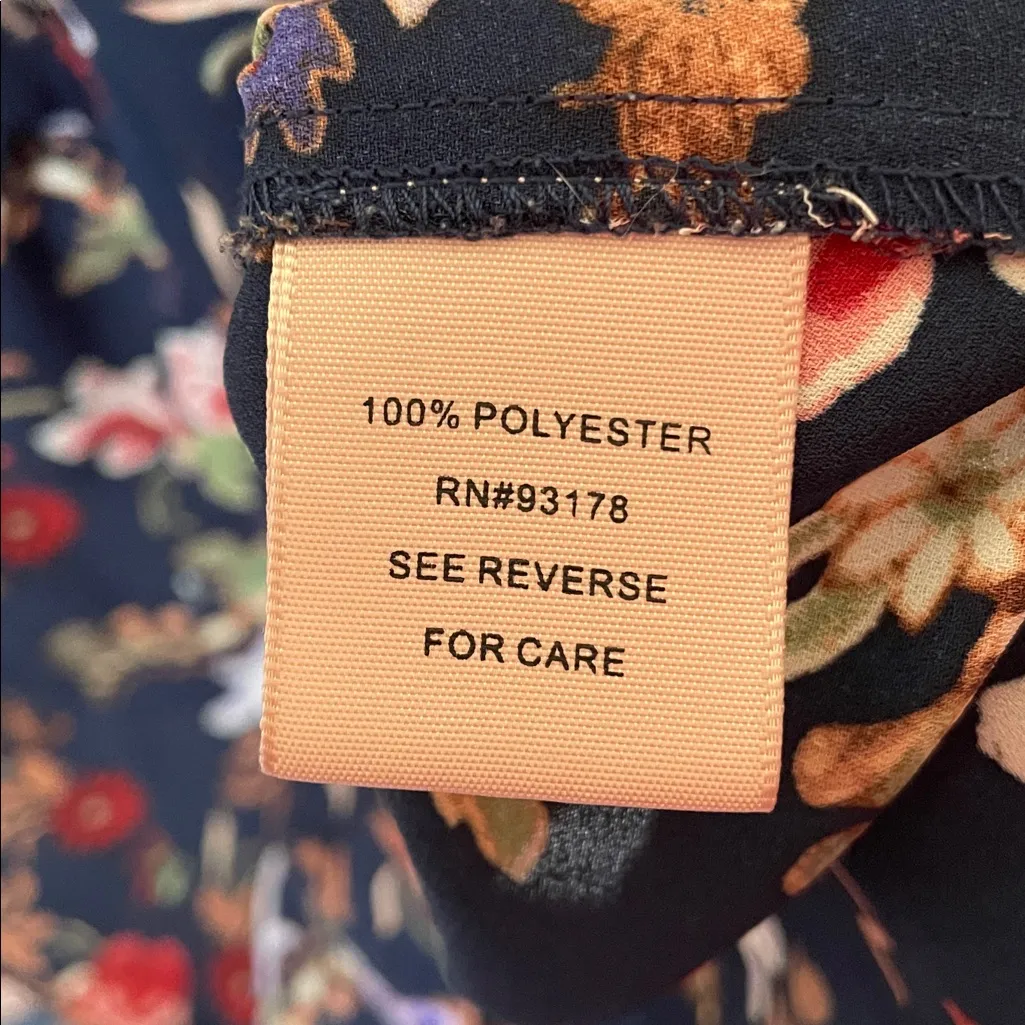 100% POLYESTER
RN#93178
SEE REVERSE
FOR CARE